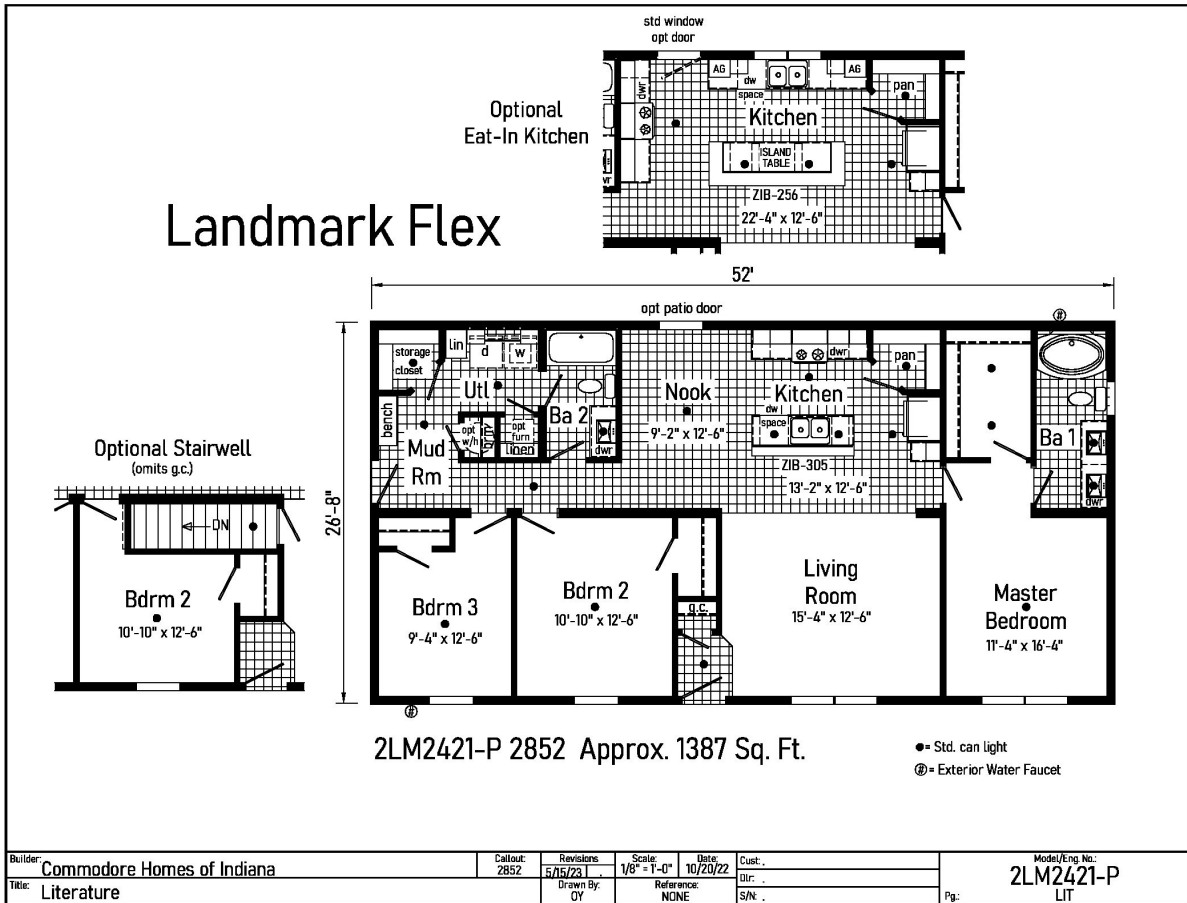 std window
opt door
Optional
Eat-In Kitchen
AG
dw
space
AG
dwr
pan
Kitchen
ISLAND
TABLE
dwr
ZIB-256
22'-4" x 12'-6"
Landmark Flex
52'
opt patio door
#
26'-8"
storage
closet
lin
d
w
Utl
bench
Mud
Rm
opt
w/h
opt
furn
linen
Ba 2
dwr
Nook
9'-2" x 12'-6"
dwr
pan
Kitchen
dw
space
ZIB-305
13'-2" x 12'-6"
Ba 1
dwr
Optional Stairwell
(omits g.c.)
DN
Bdrm 2
10'-10" x 12'-6"
Bdrm 3
9'-4" x 12'-6"
Bdrm 2
10'-10" x 12'-6"
g.c.
Living
Room
15'-4" x 12'-6"
Master
Bedroom
11'-4" x 16'-4"
#
2LM2421-P 2852 Approx. 1387 Sq. Ft.
●= Std. can light
#= Exterior Water Faucet
Builder: Commodore Homes of Indiana
Title: Literature
Callout:
2852
Revisions
5/15/23 .
Drawn By:
OY
Scale:
1/8" = 1'-0"
Date:
10/20/22
Reference:
NONE
Cust: .
Dlr: .
S/N: .
Model/Eng. No.:
2LM2421-P
Pg.: LIT